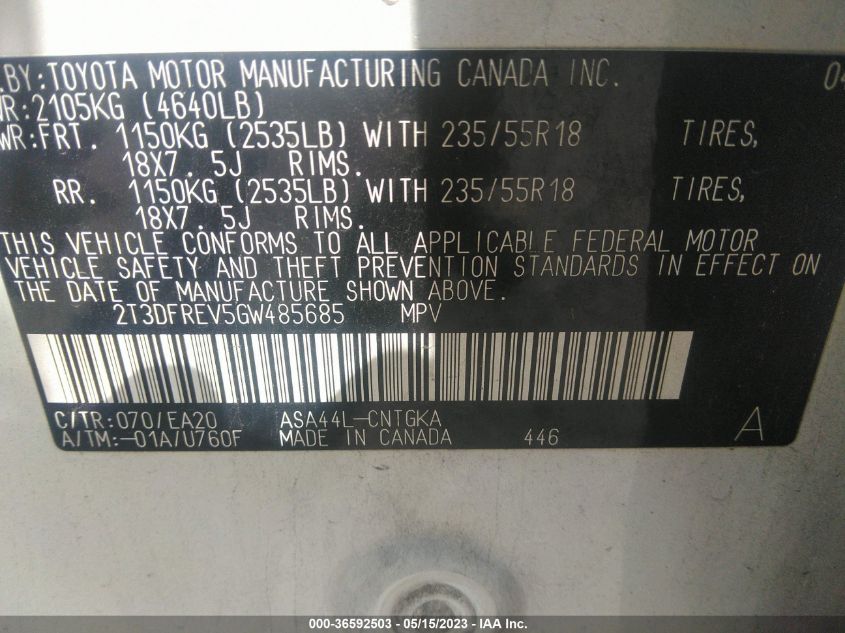 BY: TOYOTA MOTOR MANUFACTURING CANADA INC. 04
2105KG (4640LB)
FRT. 1150KG (2535LB) WITH 235/55R18 TIRES,
18X7. 5J RIMS.
RR. 1150KG (2535LB) WITH 235/55R18 TIRES,
18X7. 5J RIMS.
THIS VEHICLE CONFORMS TO ALL APPLICABLE FEDERAL MOTOR
VEHICLE SAFETY AND THEFT PREVENTION STANDARDS IN EFFECT ON
THE DATE OF MANUFACTURE SHOWN ABOVE.
2T3DFREV5GW485685 MPV
C/TR:070/EA20 ASA44L-CNTGKA
A/TM:-01A/U760F MADE IN CANADA 446 A
000-36592503 - 05/15/2023 - IAA Inc.